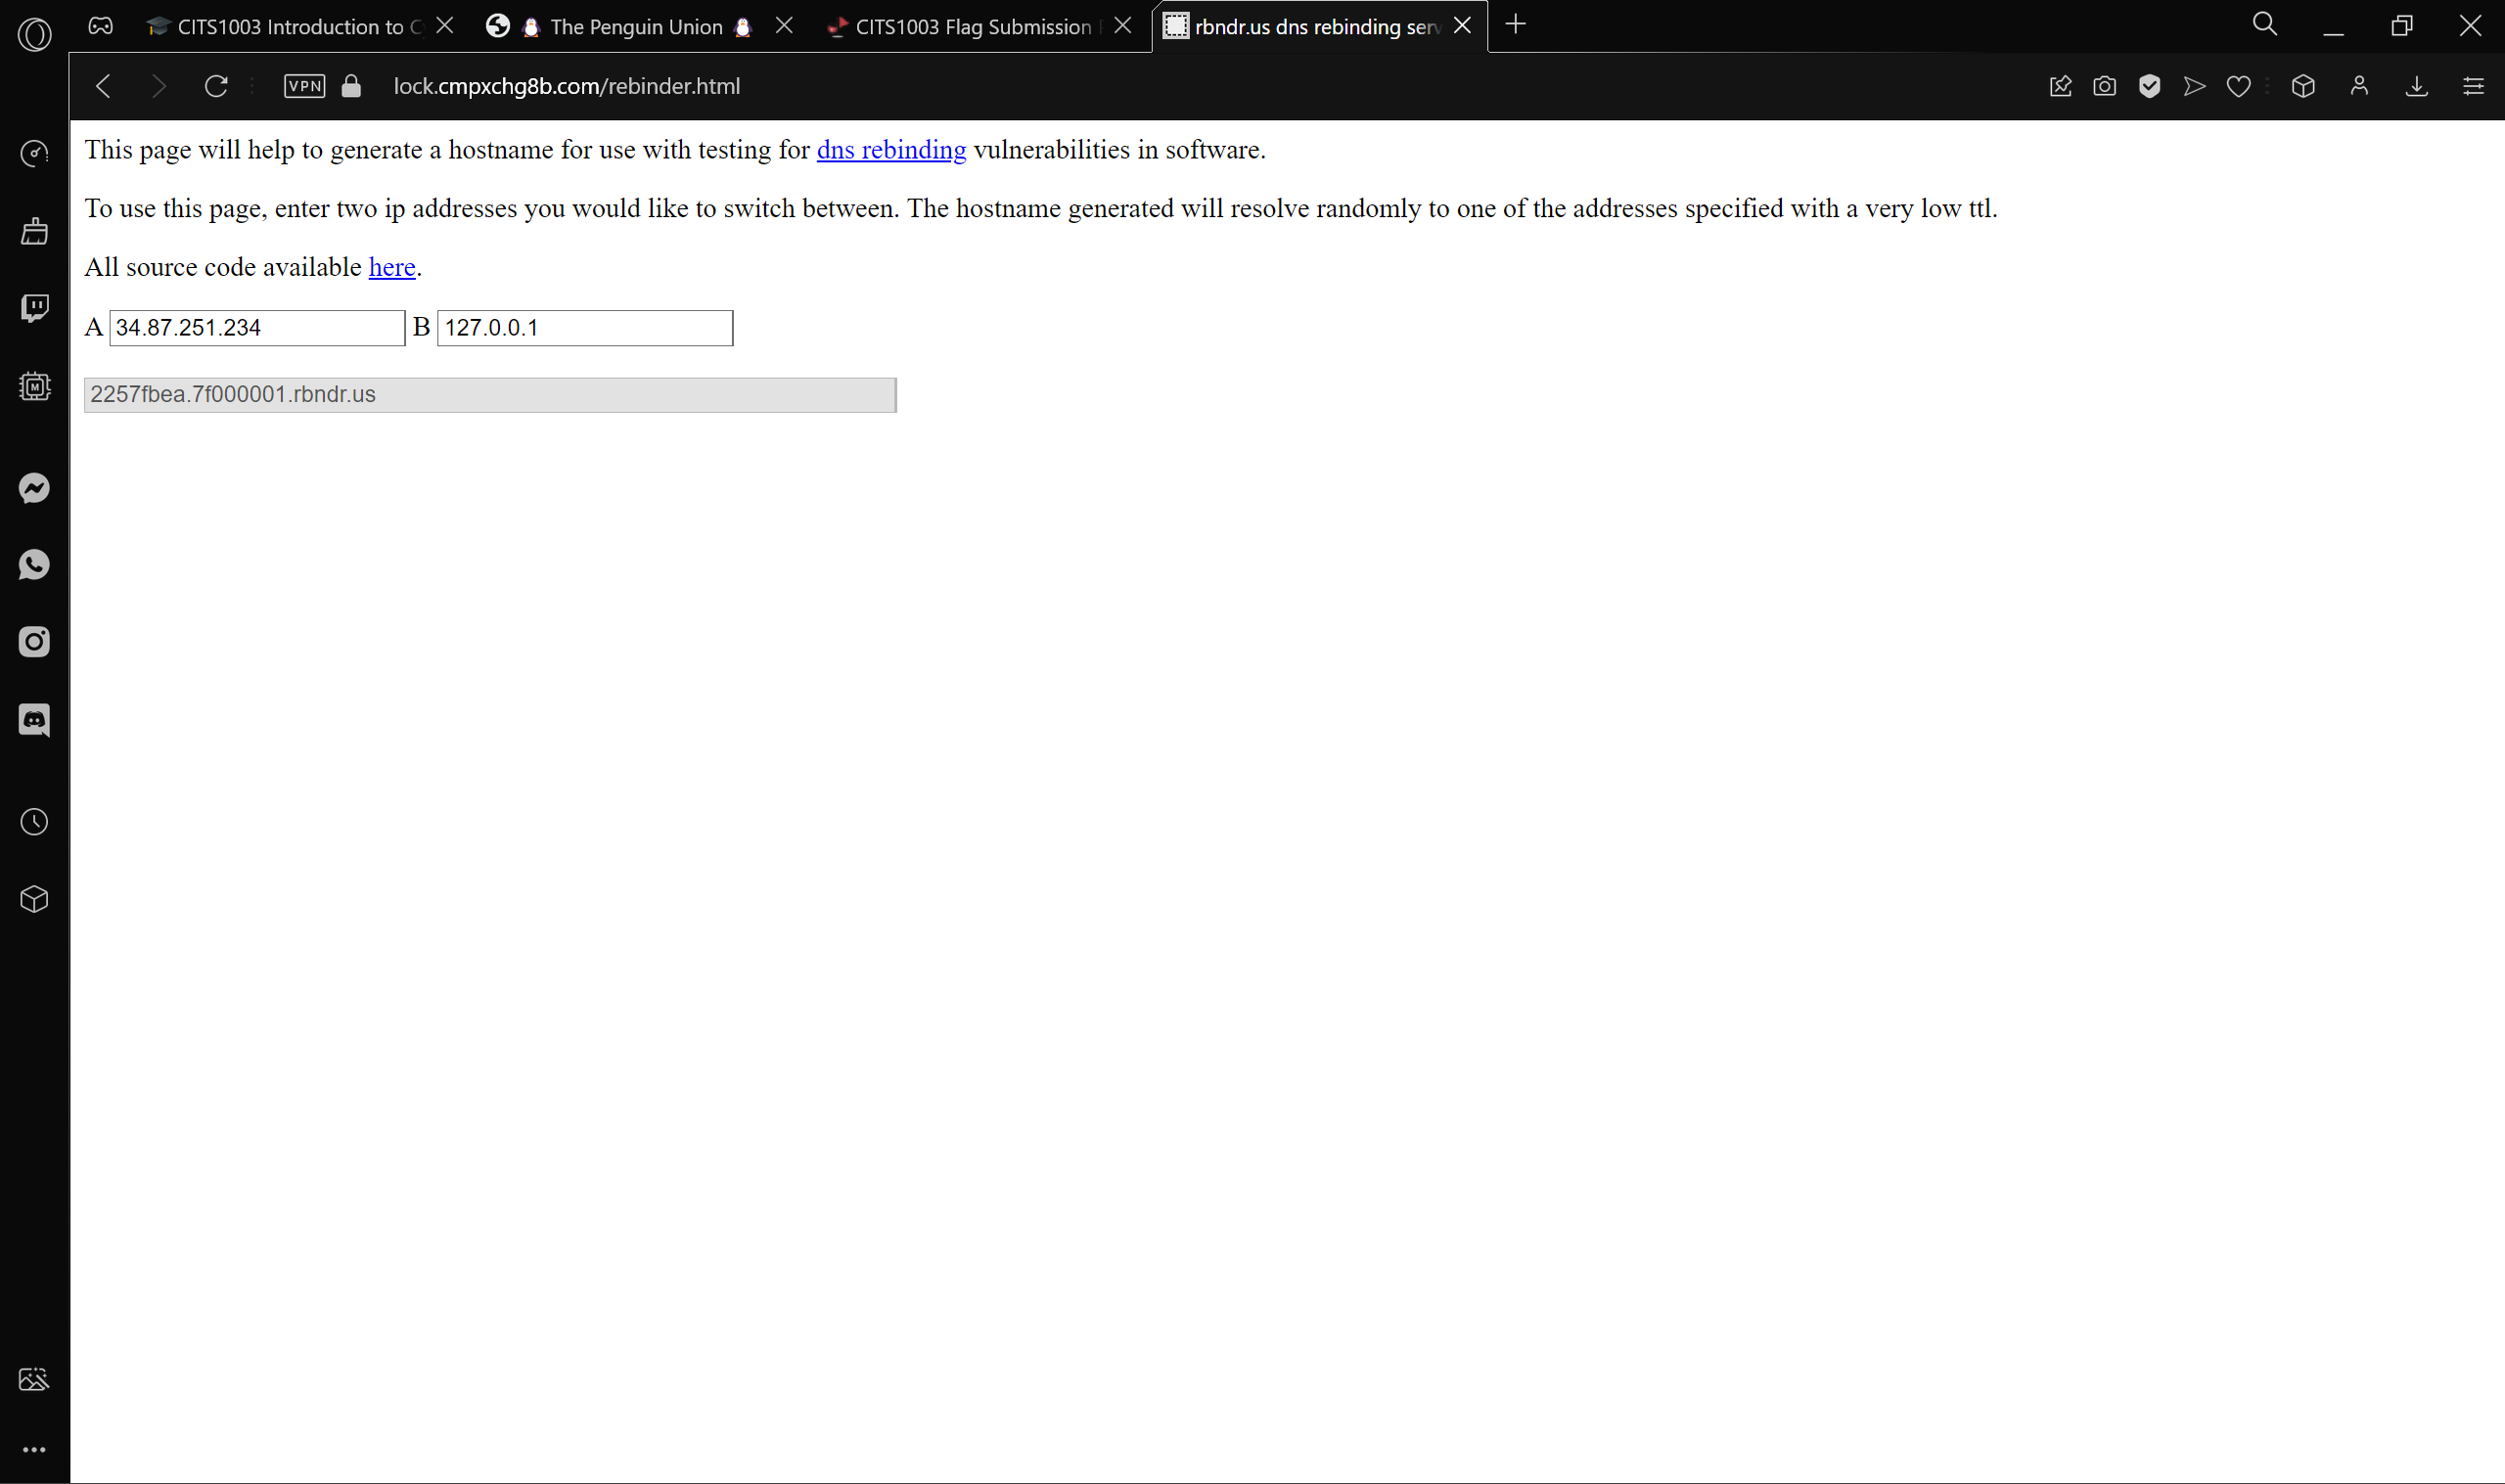 CITS1003 Introduction to C
The Penguin Union
CITS1003 Flag Submission
rbndr.us dns rebinding serv
VPN
lock.cmpxchg8b.com/rebinder.html
This page will help to generate a hostname for use with testing for dns rebinding vulnerabilities in software.
To use this page, enter two ip addresses you would like to switch between. The hostname generated will resolve randomly to one of the addresses specified with a very low ttl.
All source code available here.
A 34.87.251.234 B 127.0.0.1
2257fbea.7f000001.rbndr.us
M